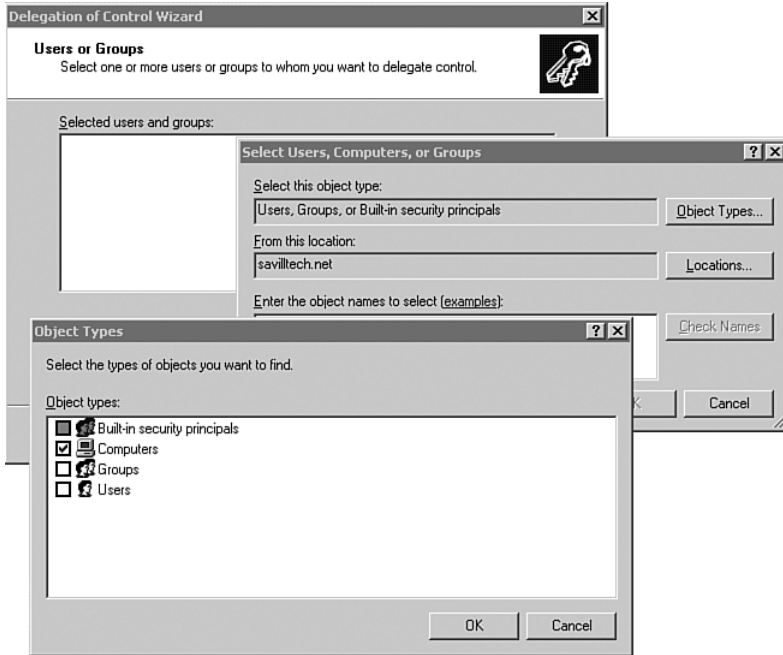 Delegation of Control Wizard
Users or Groups
Select one or more users or groups to whom you want to delegate control.
Selected users and groups:
Select Users, Computers, or Groups
Select this object type:
Users, Groups, or Built-in security principals
Object Types...
From this location:
savilltech.net
Locations...
Enter the object names to select (examples):
Check Names
Cancel
Object Types
Select the types of objects you want to find.
Object types:
Built-in security principals
Computers
Groups
Users
OK
Cancel